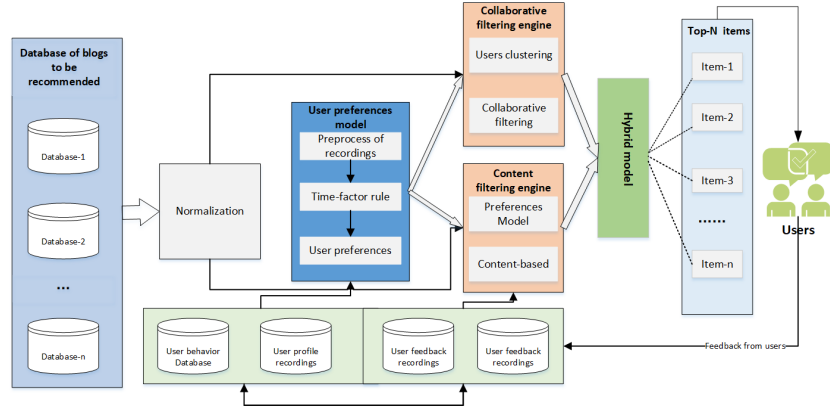 Database of blogs
to be
recommended
Database-1
Database-2
...
Database-n
Normalization
User preferences
model
Preprocess of
recordings
Time-factor rule
User preferences
Collaborative
filtering engine
Users clustering
Collaborative
filtering
Content
filtering engine
Preferences
Model
Content-based
Hybrid model
Top-N items
Item-1
Item-2
Item-3
......
Item-n
Users
Feedback from users
User behavior
Database
User profile
recordings
User feedback
recordings
User feedback
recordings